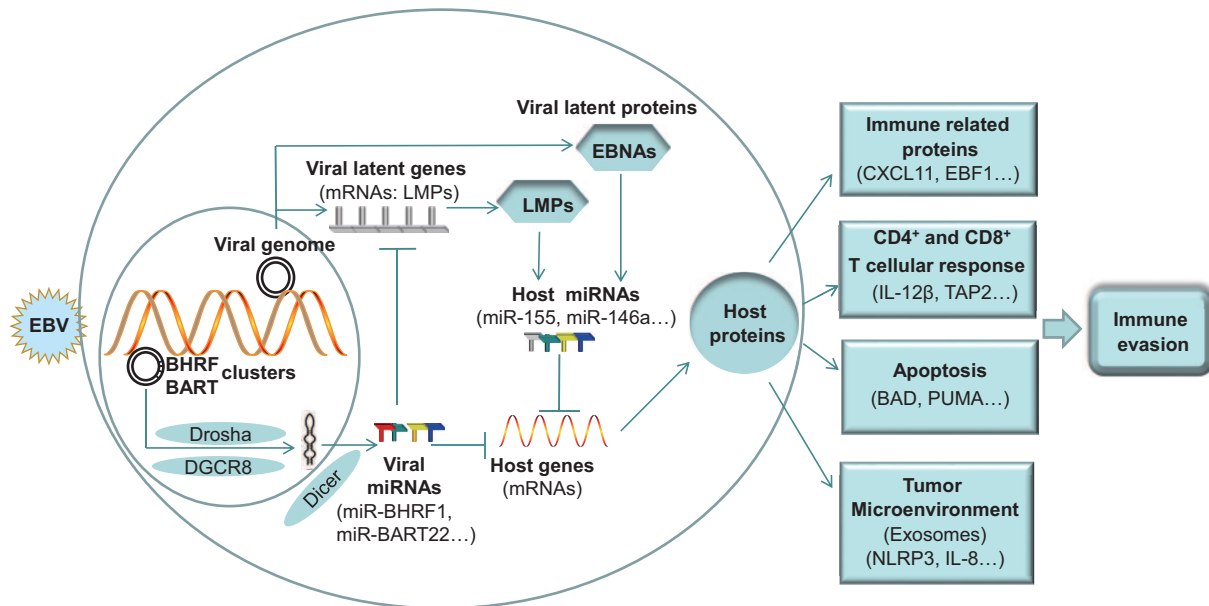 EBV
Viral genome
BHRF
BART
clusters
Drosha
DGCR8
Dicer
Viral latent genes
(mRNAs: LMPs)
Viral latent proteins
EBNAs
LMPs
Host miRNAs
(miR-155, miR-146a…)
Viral
miRNAs
(miR-BHRF1,
miR-BART22…)
Host genes
(mRNAs)
Host
proteins
Immune related
proteins
(CXCL11, EBF1…)
CD4⁺ and CD8⁺
T cellular response
(IL-12β, TAP2…)
Apoptosis
(BAD, PUMA…)
Tumor
Microenvironment
(Exosomes)
(NLRP3, IL-8…)
Immune
evasion